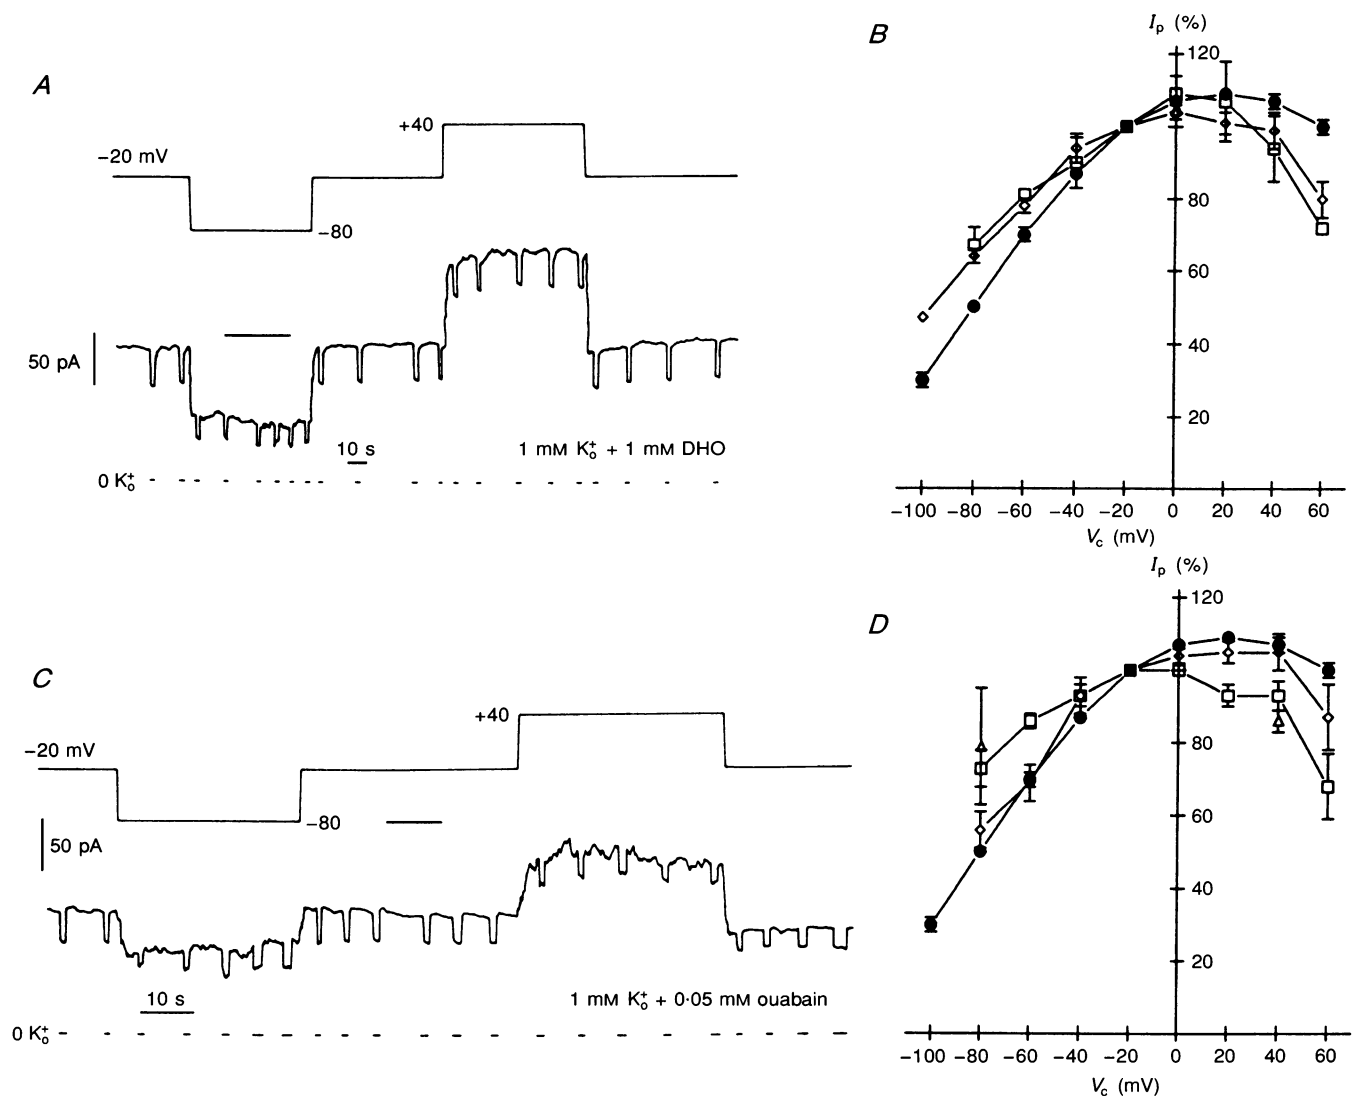 A
−20 mV
+40
−80
50 pA
10 s
1 mM K⁺ₒ + 1 mM DHO
0 K⁺ₒ
B
Iₚ (%)
120
80
60
40
20
−100 −80 −60 −40 −20 0 20 40 60
V_c (mV)
C
−20 mV
+40
−80
50 pA
10 s
1 mM K⁺ₒ + 0·05 mM ouabain
0 K⁺ₒ
D
Iₚ (%)
120
80
60
40
20
−100 −80 −60 −40 −20 0 20 40 60
V_c (mV)